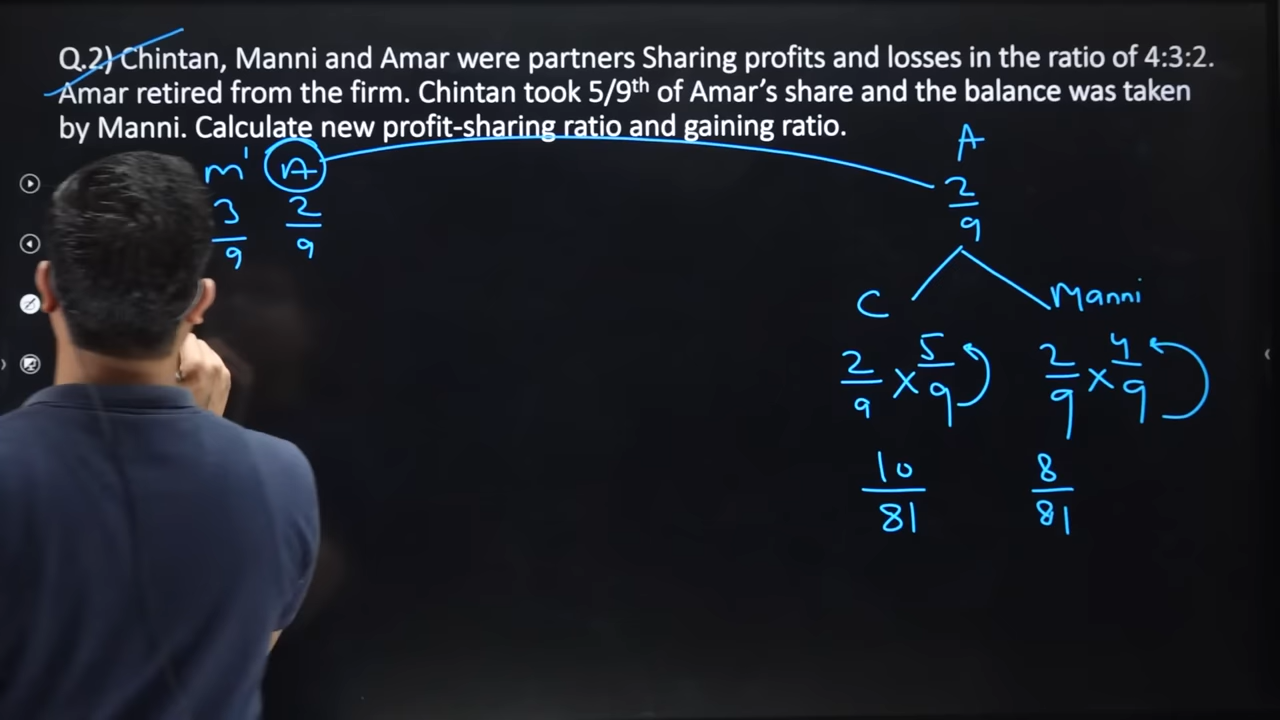 Q.2) Chintan, Manni and Amar were partners Sharing profits and losses in the ratio of 4:3:2.
Amar retired from the firm. Chintan took 5/9th of Amar's share and the balance was taken
by Manni. Calculate new profit-sharing ratio and gaining ratio.
A
m' A
2/9
3/9 2/9
C Manni
2/9 × 5/9 2/9 × 4/9
10/81 8/81